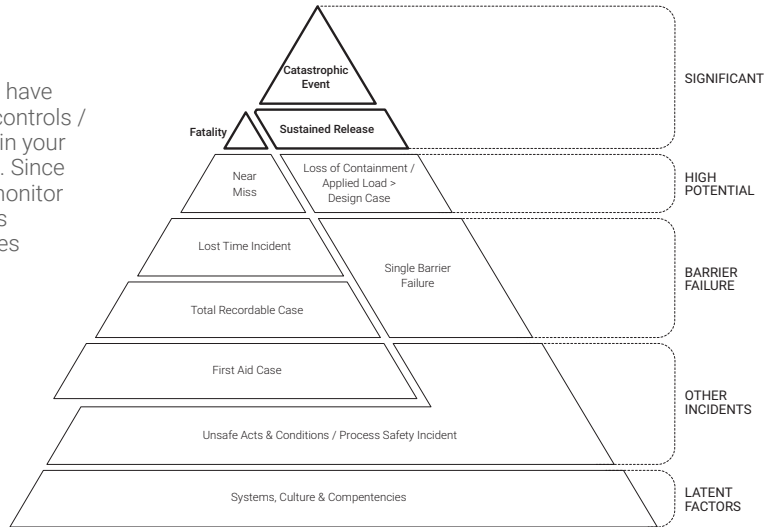 have
controls /
in your
. Since
monitor
s
es
Catastrophic
Event
SIGNIFICANT
Fatality
Sustained Release
Near
Miss
Loss of Containment /
Applied Load >
Design Case
HIGH
POTENTIAL
Lost Time Incident
Single Barrier
Failure
BARRIER
FAILURE
Total Recordable Case
First Aid Case
OTHER
INCIDENTS
Unsafe Acts & Conditions / Process Safety Incident
Systems, Culture & Compentencies
LATENT
FACTORS